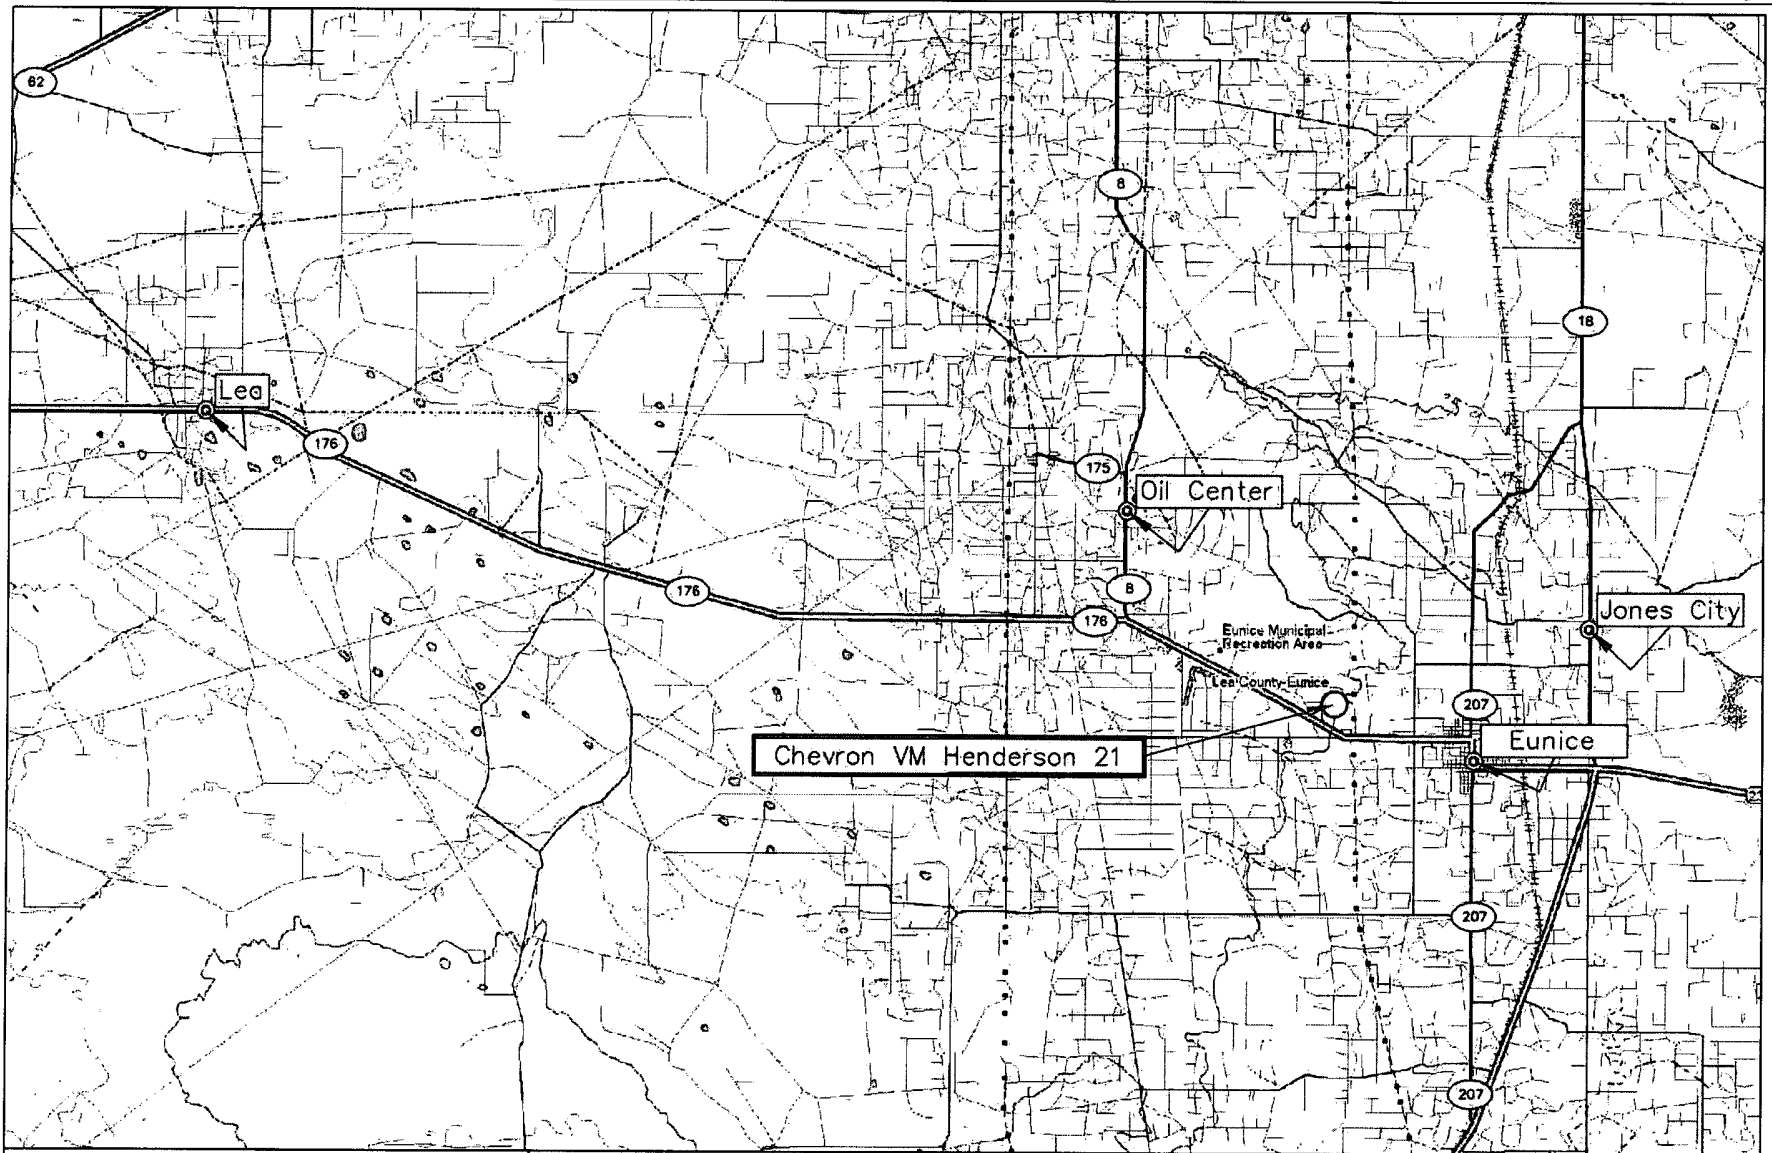 62
8
18
Lea
176
175
Oil Center
176
8
176
Eunice Municipal
Recreation Area
Jones City
Lea County-Eunice
207
Eunice
Chevron VM Henderson 21
207
207